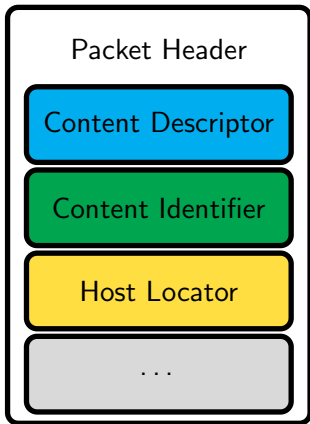 Packet Header
Content Descriptor
Content Identifier
Host Locator
...